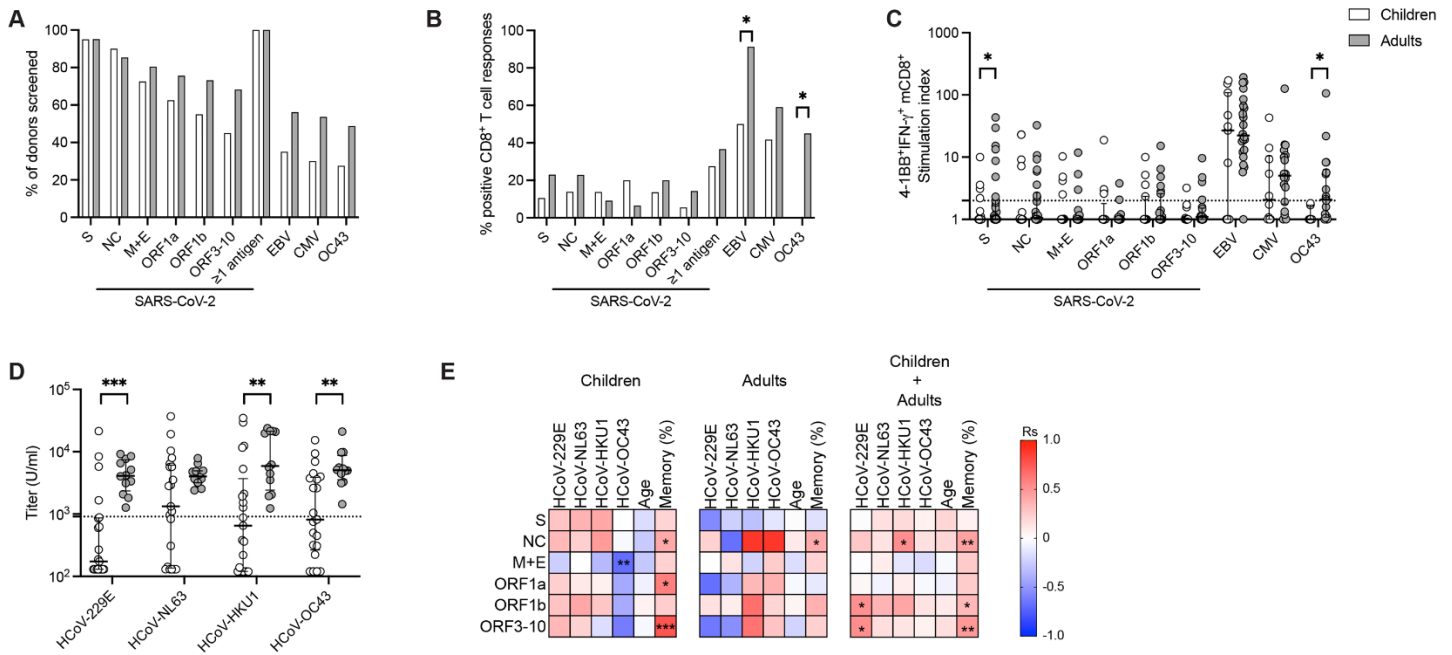 A
% of donors screened
100
80
60
40
20
0
S
NC
M+E
ORF1a
ORF1b
ORF3-10
≥1 antigen
EBV
CMV
OC43
SARS-CoV-2
B
% positive CD8+ T cell responses
100
80
60
40
20
0
*
*
S
NC
M+E
ORF1a
ORF1b
ORF3-10
≥1 antigen
EBV
CMV
OC43
SARS-CoV-2
C
4-1BB+IFN-γ+ mCD8+
Stimulation index
1000
100
10
1
*
*
S
NC
M+E
ORF1a
ORF1b
ORF3-10
EBV
CMV
OC43
SARS-CoV-2
Children
Adults
D
Titer (U/ml)
10⁵
10⁴
10³
10²
***
**
**
HCoV-229E
HCoV-NL63
HCoV-HKU1
HCoV-OC43
E
Children
HCoV-229E
HCoV-NL63
HCoV-HKU1
HCoV-OC43
Age
Memory (%)
S
NC *
M+E **
ORF1a *
ORF1b
ORF3-10 ***
Adults
HCoV-229E
HCoV-NL63
HCoV-HKU1
HCoV-OC43
Age
Memory (%)
*
Children
+
Adults
HCoV-229E
HCoV-NL63
HCoV-HKU1
HCoV-OC43
Age
Memory (%)
* **
* *
* **
Rs
1.0
0.5
0
-0.5
-1.0